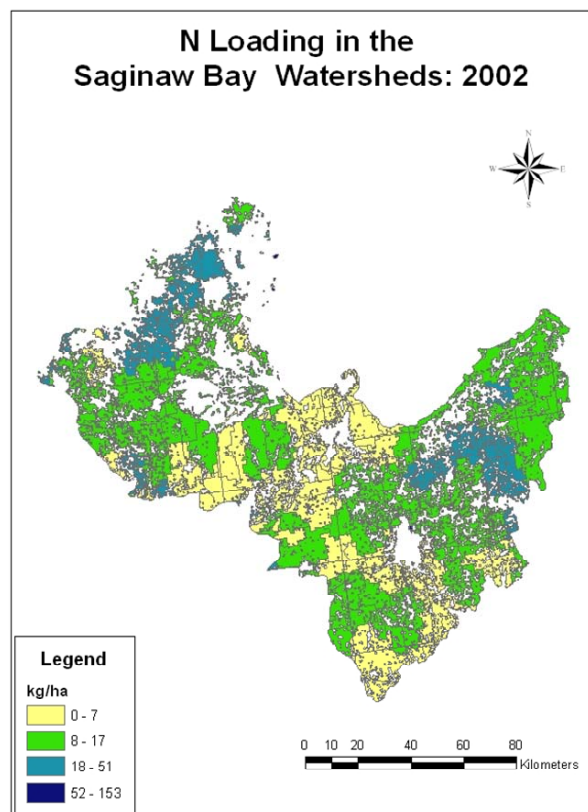 N Loading in the
Saginaw Bay Watersheds: 2002
N
W E
S
Legend
kg/ha
0 - 7
8 - 17
18 - 51
52 - 153
0 10 20 40 60 80
Kilometers